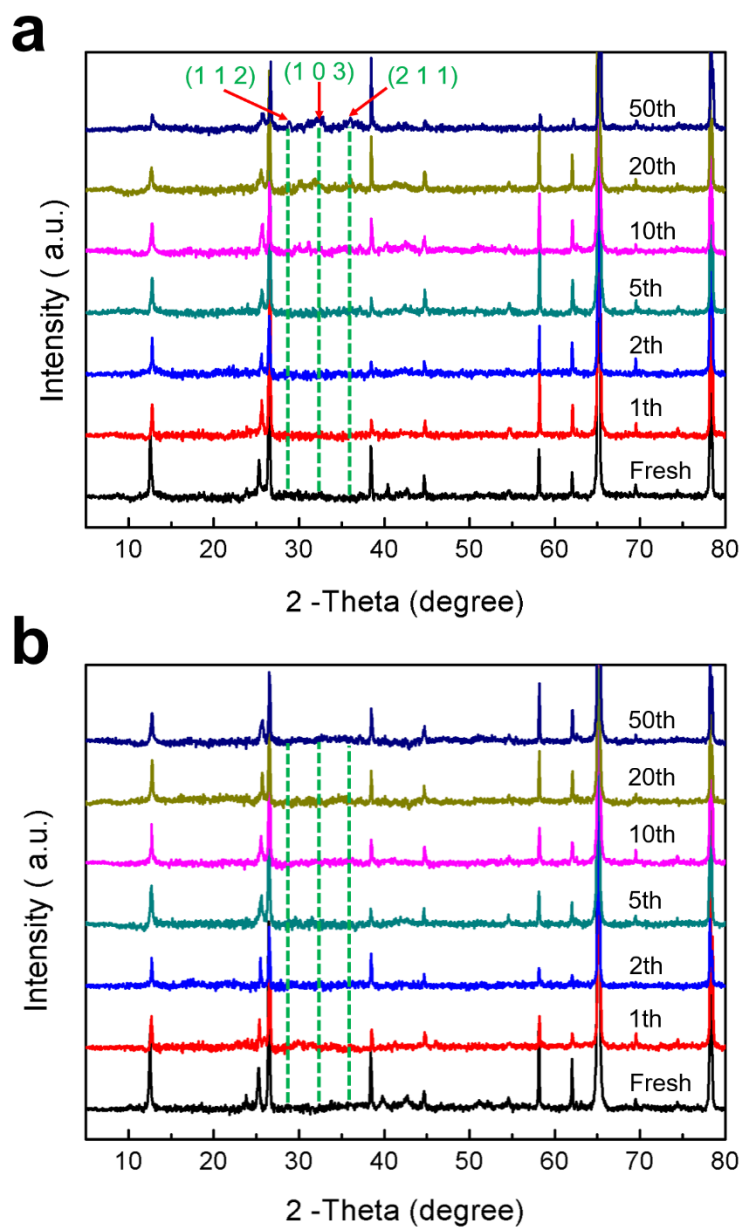 a
(1 1 2)
(1 0 3)
(2 1 1)
50th
20th
10th
5th
2th
1th
Fresh
Intensity ( a.u.)
10 20 30 40 50 60 70 80
2 -Theta (degree)
b
50th
20th
10th
5th
2th
1th
Fresh
Intensity ( a.u.)
10 20 30 40 50 60 70 80
2 -Theta (degree)